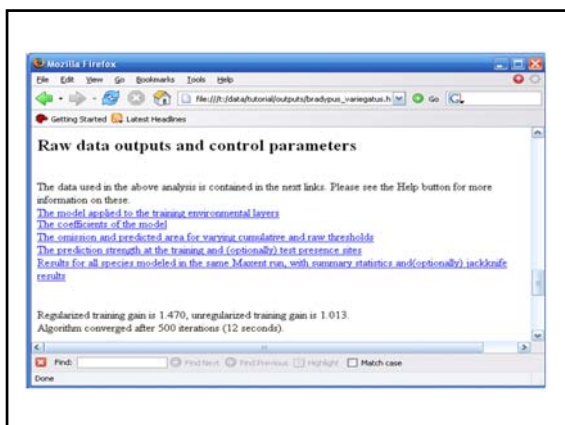 Mozilla Firefox
File Edit View Go Bookmarks Tools Help
file:///t:/data/tutorial/outputs/bradypus_variegatus.h Go
Getting Started Latest Headlines
Raw data outputs and control parameters
The data used in the above analysis is contained in the next links. Please see the Help button for more
information on these.
The model applied to the training environmental layers
The coefficients of the model
The omission and predicted area for varying cumulative and raw thresholds
The prediction strength at the training and (optionally) test presence sites
Results for all species modeled in the same Maxent run, with summary statistics and(optionally) jackknife
results
Regularized training gain is 1.470, unregularized training gain is 1.013.
Algorithm converged after 500 iterations (12 seconds).
Find: Find Next Find Previous Highlight Match case
Done